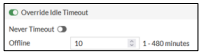 Override Idle Timeout
Never Timeout
Offline 10 1 - 480 minutes